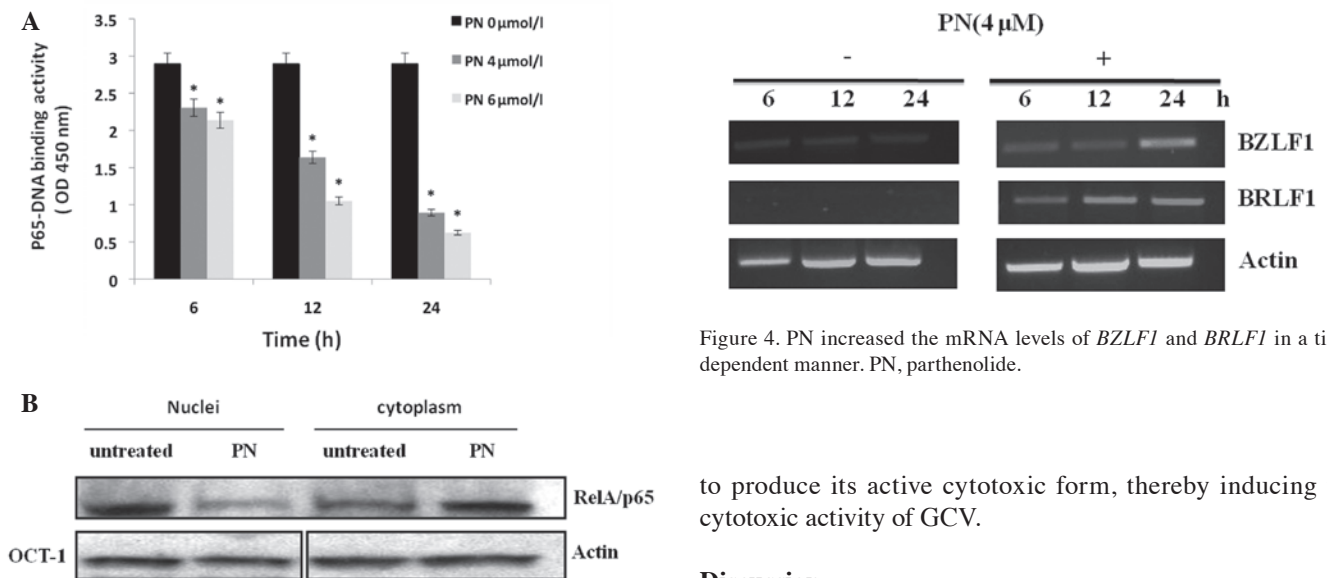 A
3.5
3
2.5
2
1.5
1
0.5
0
P65-DNA binding activity
( OD 450 nm)
PN 0 µmol/l
PN 4 µmol/l
PN 6 µmol/l
* *
* *
* *
6 12 24
Time (h)
B
Nuclei cytoplasm
untreated PN untreated PN
RelA/p65
OCT-1 Actin
PN(4 µM)
- +
6 12 24 6 12 24 h
BZLF1
BRLF1
Actin
Figure 4. PN increased the mRNA levels of BZLF1 and BRLF1 in a ti
dependent manner. PN, parthenolide.
to produce its active cytotoxic form, thereby inducing
cytotoxic activity of GCV.